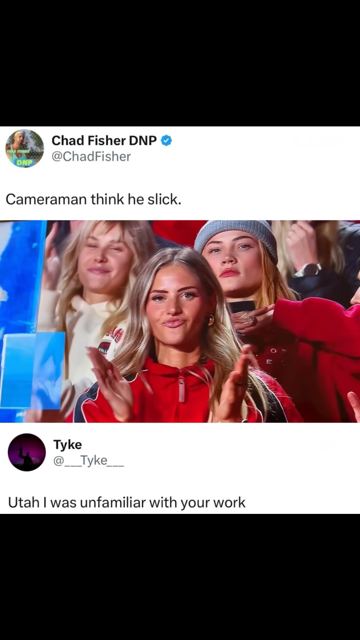 Chad Fisher DNP
@ChadFisher
Cameraman think he slick.
Tyke
@___Tyke___
Utah I was unfamiliar with your work